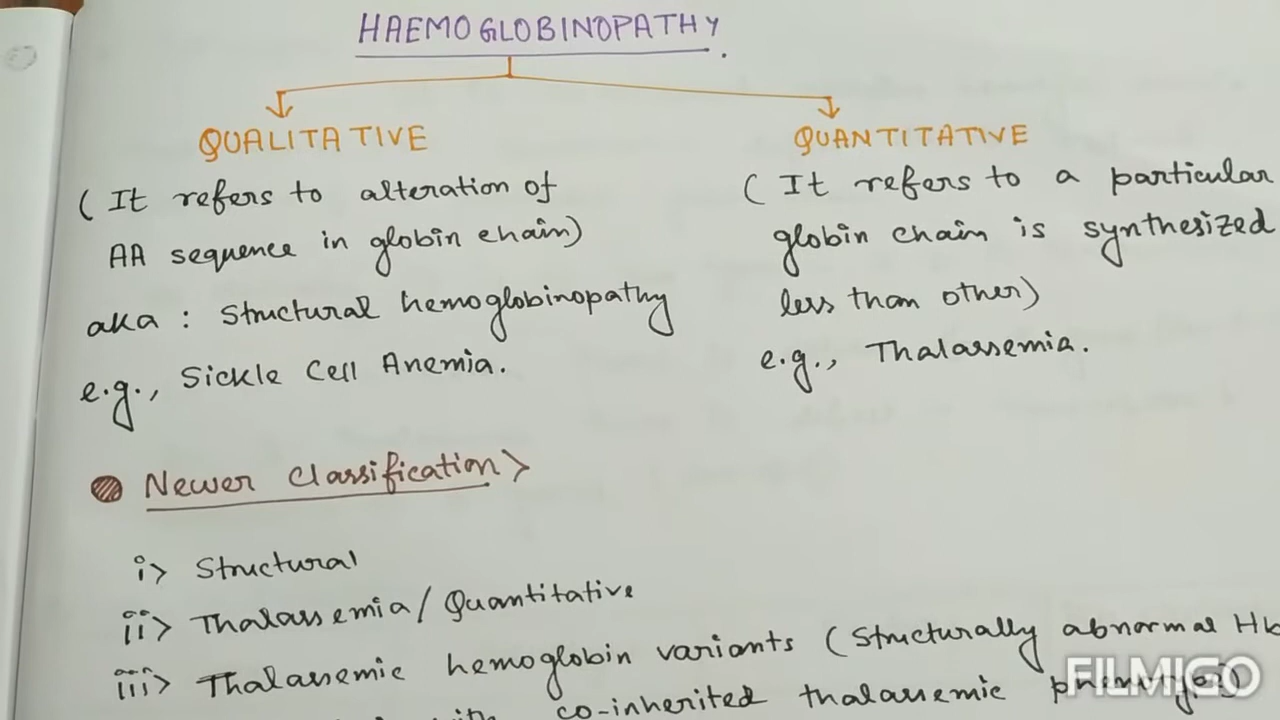 HAEMOGLOBINOPATHY
QUALITATIVE
(It refers to alteration of
AA sequence in globin chain)
aka : Structural hemoglobinopathy
e.g., Sickle Cell Anemia.
QUANTITATIVE
(It refers to a particular
globin chain is synthesized
less than other)
e.g., Thalassemia.
Newer Classification>
i> Structural
ii> Thalassemia/Quantitative
iii> Thalassemic hemoglobin variants (Structurally abnormal Hb
co-inherited thalassemic
FILMIGO